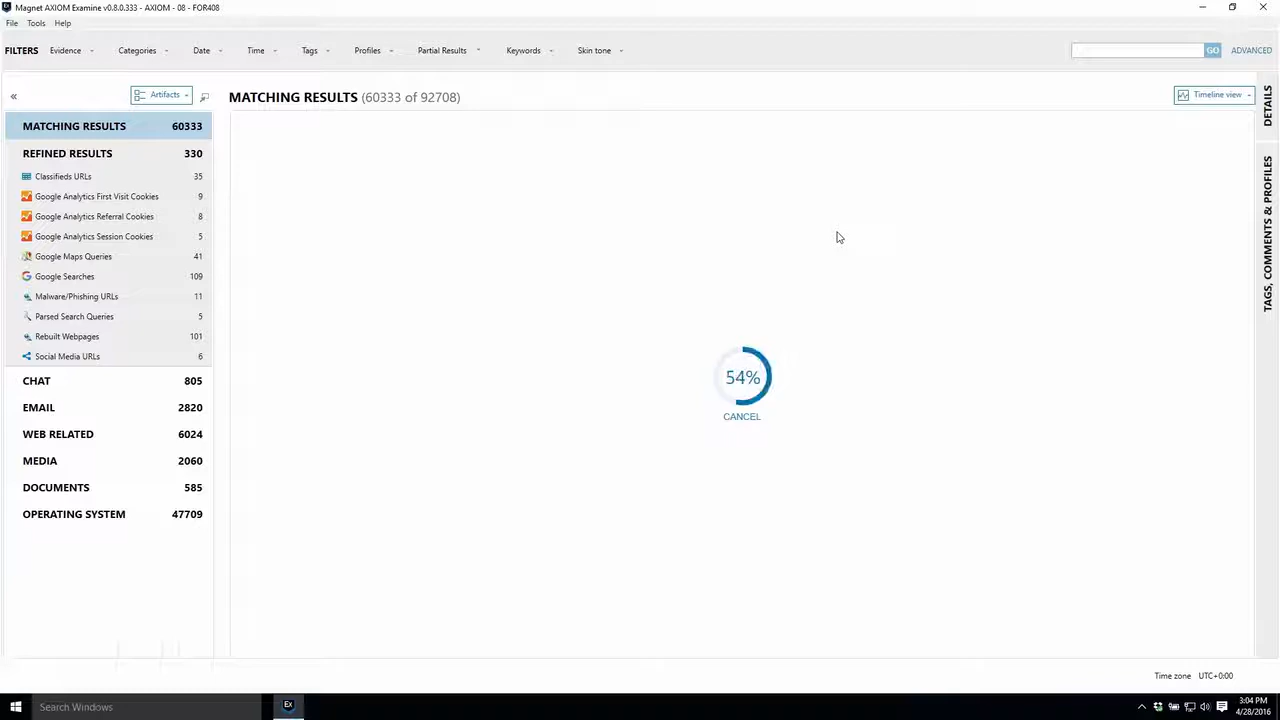 Magnet AXIOM Examine v0.8.0.333 - AXIOM - 08 - FOR408
File Tools Help
FILTERS Evidence Categories Date Time Tags Profiles Partial Results Keywords Skin tone GO ADVANCED
« Artifacts MATCHING RESULTS (60333 of 92708) Timeline view
DETAILS
TAGS, COMMENTS & PROFILES
MATCHING RESULTS 60333
REFINED RESULTS 330
Classifieds URLs 35
Google Analytics First Visit Cookies 9
Google Analytics Referral Cookies 8
Google Analytics Session Cookies 5
Google Maps Queries 41
Google Searches 109
Malware/Phishing URLs 11
Parsed Search Queries 5
Rebuilt Webpages 101
Social Media URLs 6
CHAT 805
EMAIL 2820
WEB RELATED 6024
MEDIA 2060
DOCUMENTS 585
OPERATING SYSTEM 47709
54%
CANCEL
Time zone UTC+0:00
Search Windows
EX
3:04 PM
4/28/2016